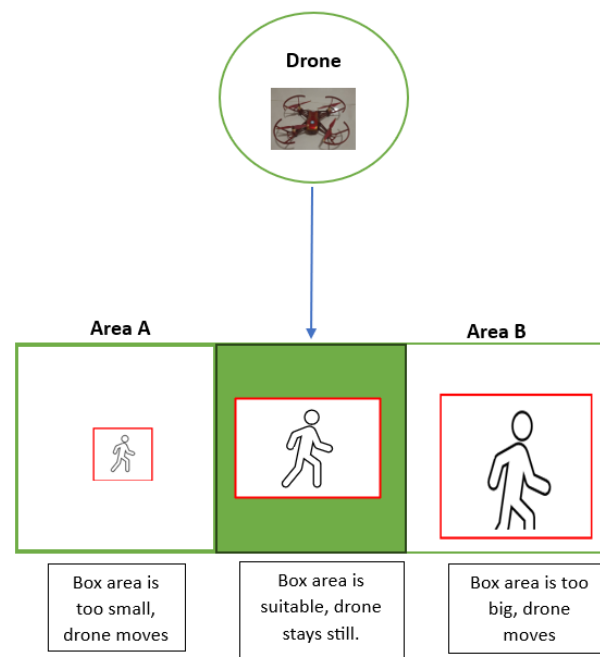 Drone
Area A
Area B
Box area is
too small,
drone moves
Box area is
suitable, drone
stays still.
Box area is too
big, drone
moves